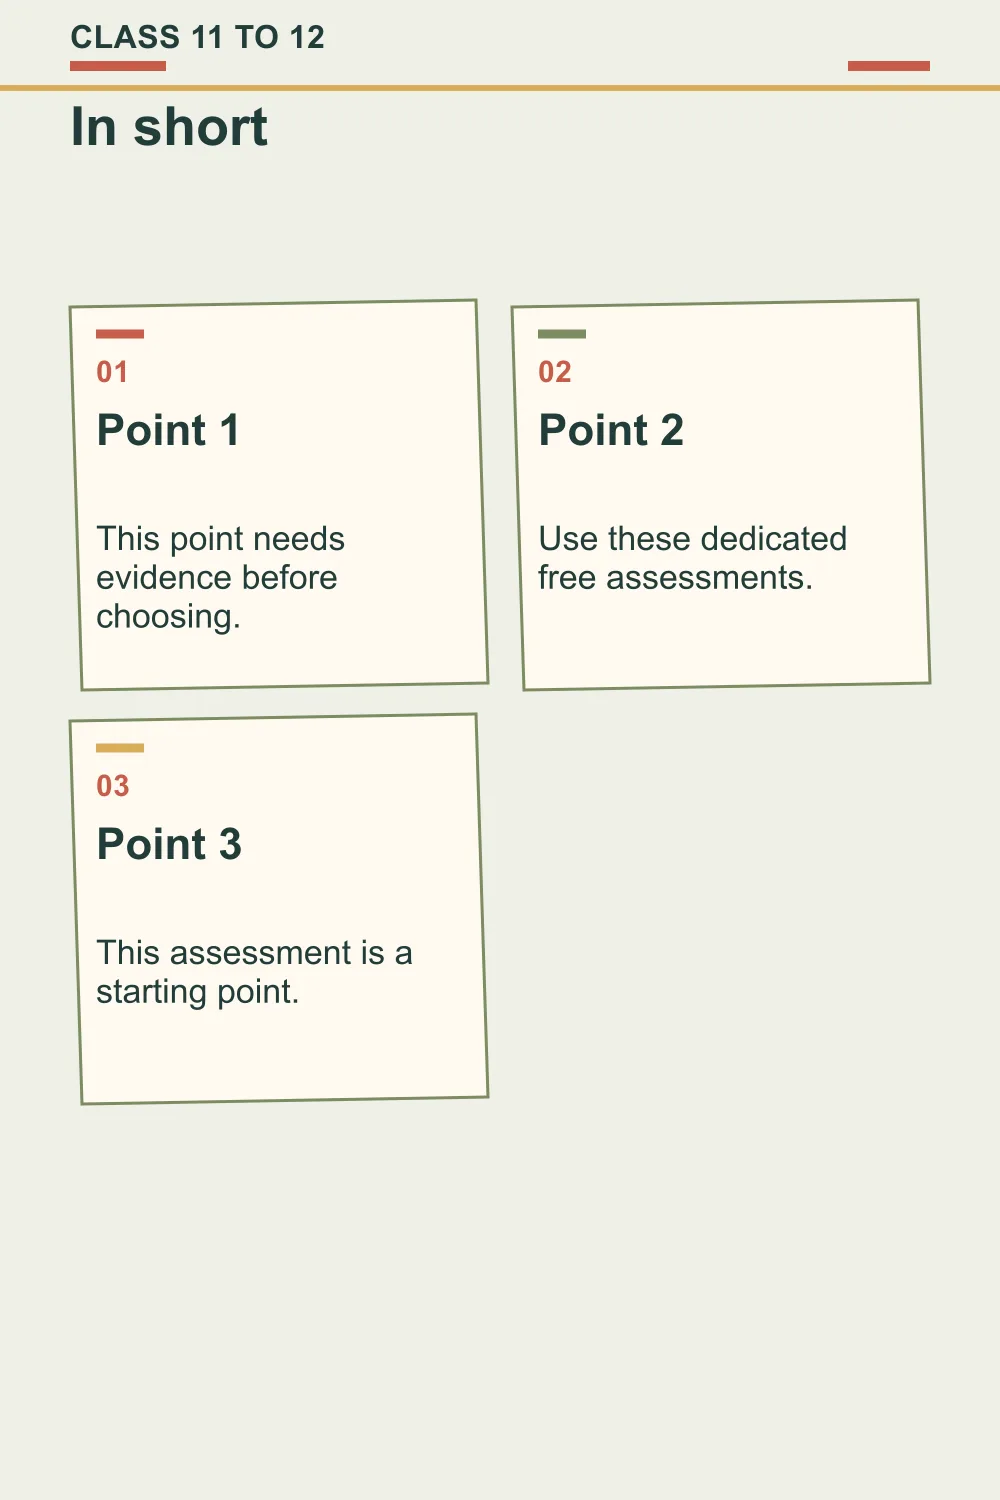 CLASS 11 TO 12
In short
01
Point 1
This point needs
evidence before
choosing.
02
Point 2
Use these dedicated
free assessments.
03
Point 3
This assessment is a
starting point.